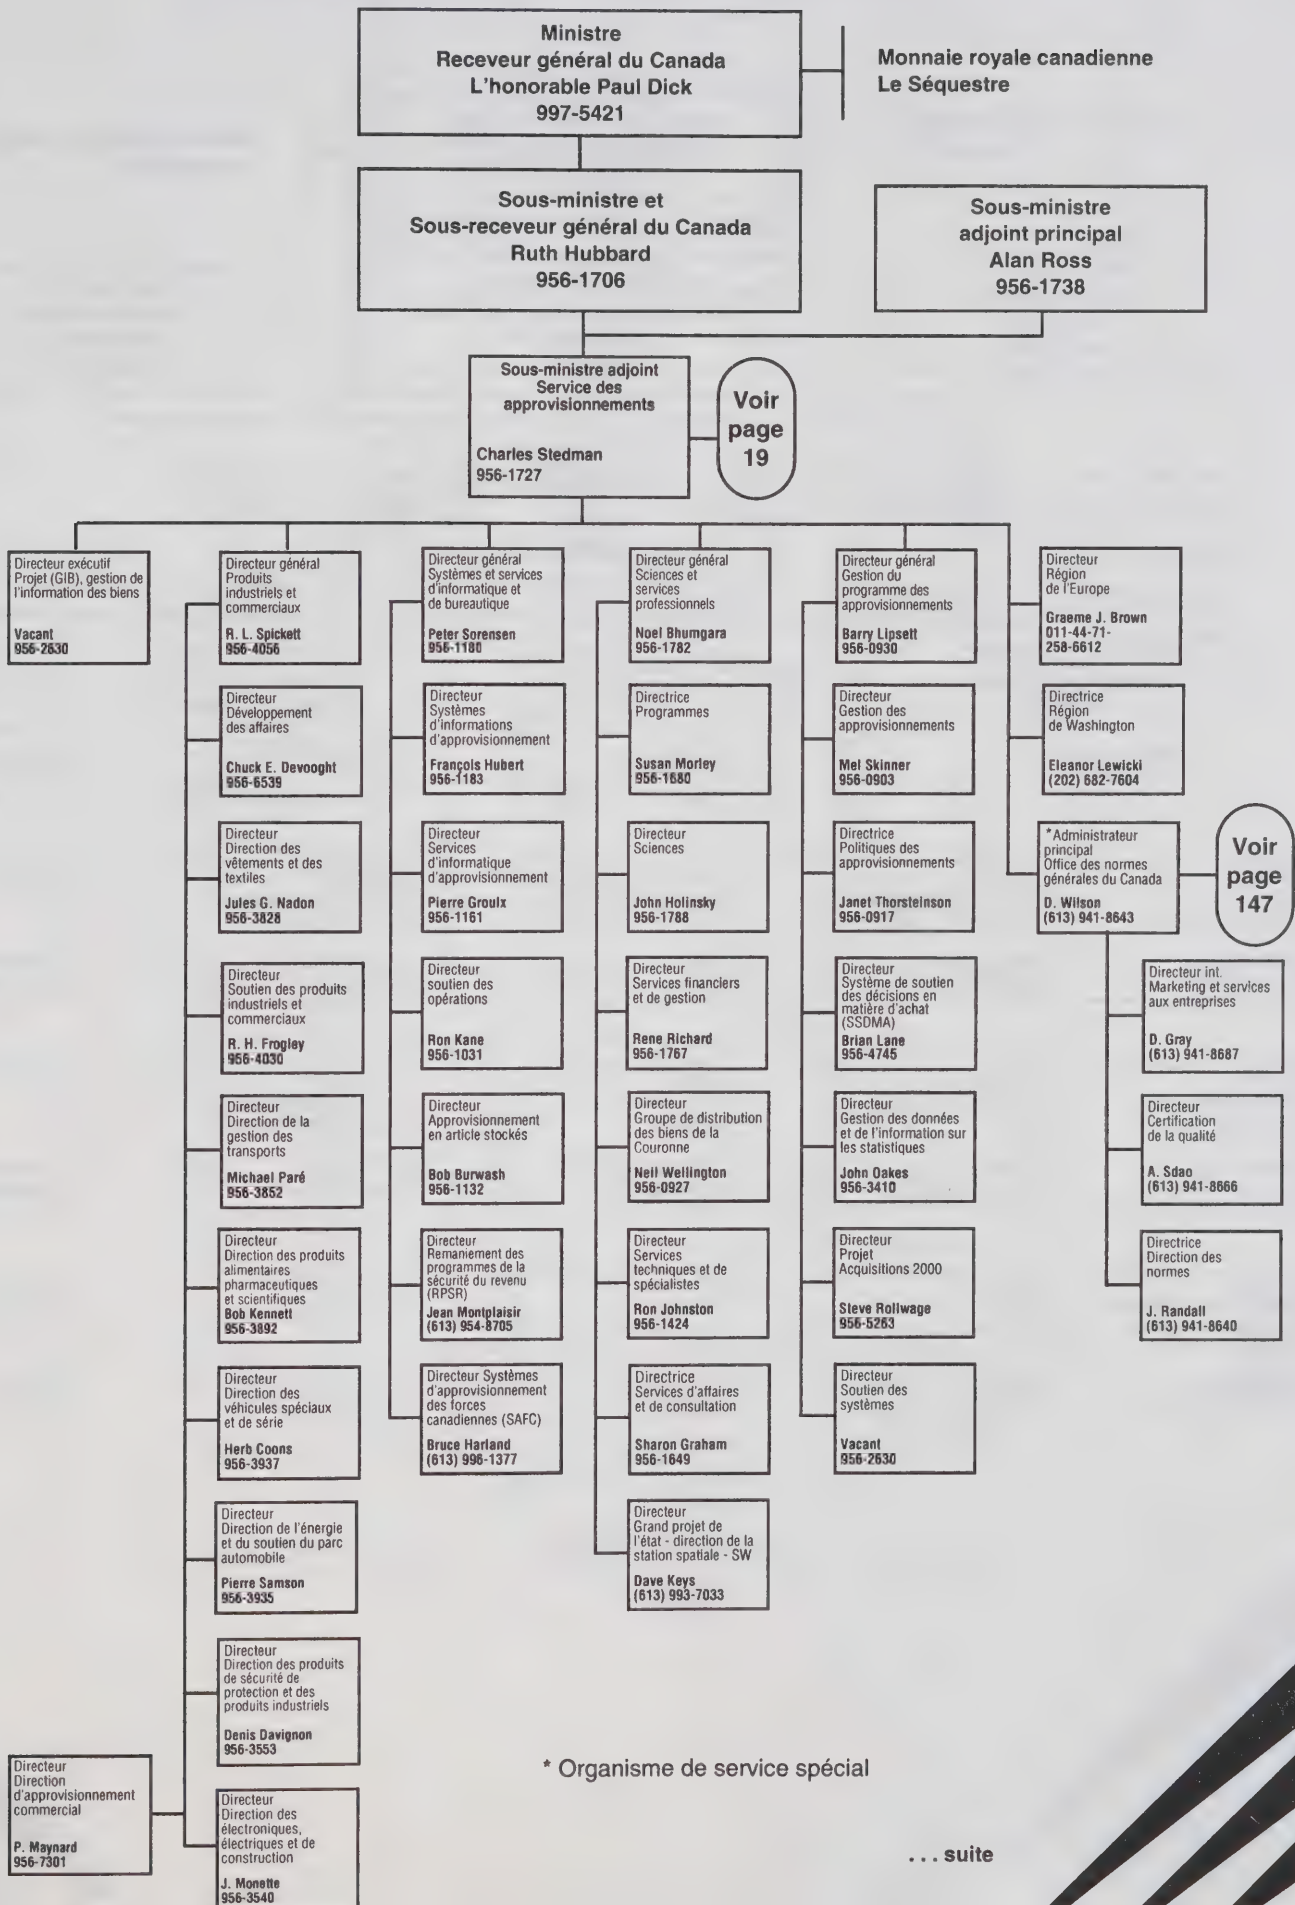 Ministre
Receveur général du Canada
L'honorable Paul Dick
997-5421
Monnaie royale canadienne
Le Séquestre
Sous-ministre et
Sous-receveur général du Canada
Ruth Hubbard
956-1706
Sous-ministre
adjoint principal
Alan Ross
956-1738
Sous-ministre adjoint
Service des
approvisionnements
Charles Stedman
956-1727
Voir
page
19
Directeur exécutif
Projet (GIB), gestion de
l'information des biens
Vacant
956-2630
Directeur général
Produits
industriels et
commerciaux
R. L. Spickett
956-4056
Directeur
Développement
des affaires
Chuck E. Devooght
956-6539
Directeur
Direction des
vêtements et des
textiles
Jules G. Nadon
956-3828
Directeur
Soutien des produits
industriels et
commerciaux
R. H. Frogley
956-4030
Directeur
Direction de la
gestion des
transports
Michael Paré
956-3852
Directeur
Direction des produits
alimentaires
pharmaceutiques
et scientifiques
Bob Kennett
956-3892
Directeur
Direction des
véhicules spéciaux
et de série
Herb Coons
956-3937
Directeur
Direction de l'énergie
et du soutien du parc
automobile
Pierre Samson
956-3935
Directeur
Direction des produits
de sécurité de
protection et des
produits industriels
Denis Davignon
956-3553
Directeur
Direction
d'approvisionnement
commercial
P. Maynard
956-7301
Directeur
Direction des
électroniques,
électriques et de
construction
J. Monette
956-3540
Directeur général
Systèmes et services
d'informatique et
de bureautique
Peter Sorensen
956-1180
Directeur
Systèmes
d'informations
d'approvisionnement
François Hubert
956-1183
Directeur
Services
d'informatique
d'approvisionnement
Pierre Groulx
956-1161
Directeur
soutien des
opérations
Ron Kane
956-1031
Directeur
Approvisionnement
en article stockés
Bob Burwash
956-1132
Directeur
Remaniement des
programmes de la
sécurité du revenu
(RPSR)
Jean Montplaisir
(613) 954-8705
Directeur Systèmes
d'approvisionnement
des forces
canadiennes (SAFC)
Bruce Harland
(613) 996-1377
Directeur général
Sciences et
services
professionnels
Noel Bhumgara
956-1782
Directrice
Programmes
Susan Morley
956-1680
Directeur
Sciences
John Holinsky
956-1788
Directeur
Services financiers
et de gestion
Rene Richard
956-1767
Directeur
Groupe de distribution
des biens de la
Couronne
Neil Wellington
956-0927
Directeur
Services
techniques et de
spécialistes
Ron Johnston
956-1424
Directrice
Services d'affaires
et de consultation
Sharon Graham
956-1649
Directeur
Grand projet de
l'état - direction de la
station spatiale - SW
Dave Keys
(613) 993-7033
Directeur général
Gestion du
programme des
approvisionnements
Barry Lipsett
956-0930
Directeur
Gestion des
approvisionnements
Mel Skinner
956-0903
Directrice
Politiques des
approvisionnements
Janet Thorsteinson
956-0917
Directeur
Système de soutien
des décisions en
matière d'achat
(SSDMA)
Brian Lane
956-4745
Directeur
Gestion des données
et de l'information sur
les statistiques
John Oakes
956-3410
Directeur
Projet
Acquisitions 2000
Steve Rollwage
956-5263
Directeur
Soutien des
systèmes
Vacant
956-2630
Directeur
Région
de l'Europe
Graeme J. Brown
011-44-71-
258-6612
Directrice
Région
de Washington
Eleanor Lewicki
(202) 682-7604
*Administrateur
principal
Office des normes
générales du Canada
D. Wilson
(613) 941-8643
Voir
page
147
Directeur int.
Marketing et services
aux entreprises
D. Gray
(613) 941-8687
Directeur
Certification
de la qualité
A. Sdao
(613) 941-8666
Directrice
Direction des
normes
J. Randall
(613) 941-8640
* Organisme de service spécial
... suite